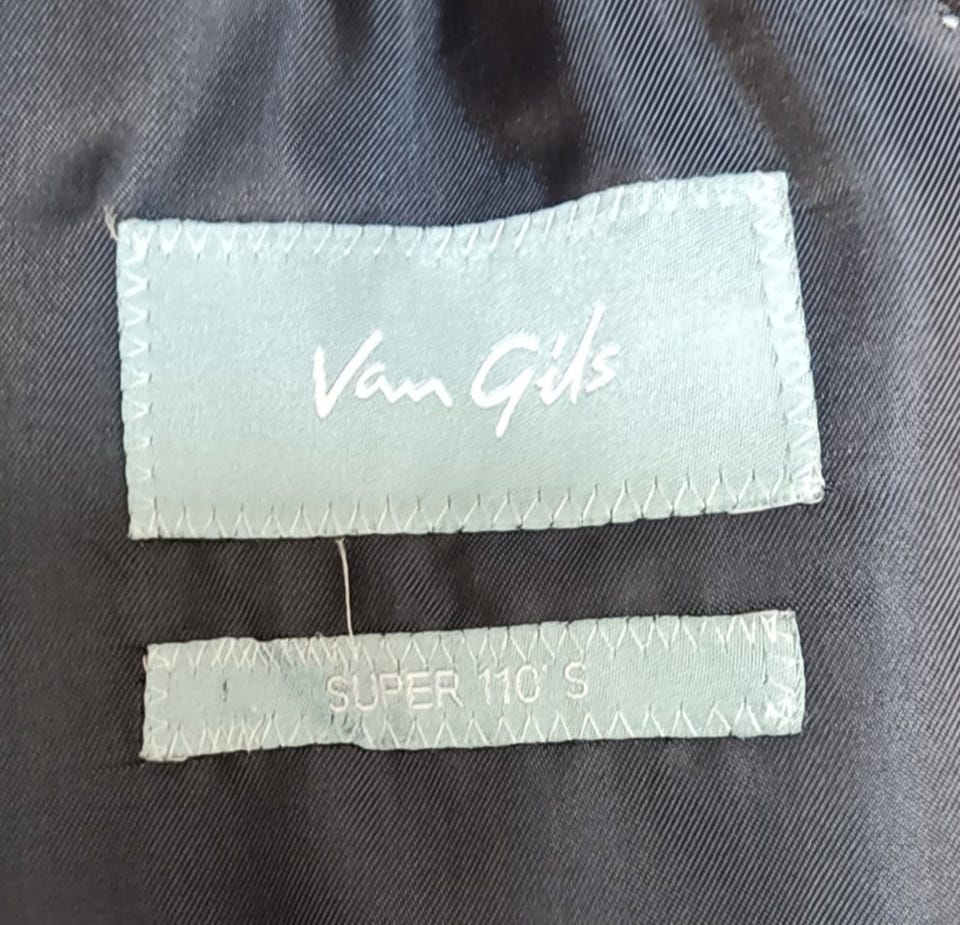 Van Gils
SUPER 110' S